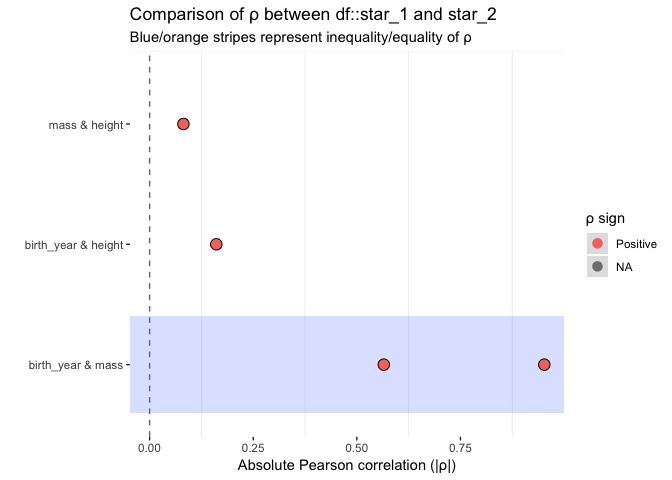 Comparison of ρ between df::star_1 and star_2
Blue/orange stripes represent inequality/equality of ρ
mass & height
birth_year & height
birth_year & mass
0.00
0.25
0.50
0.75
Absolute Pearson correlation (|ρ|)
ρ sign
Positive
NA